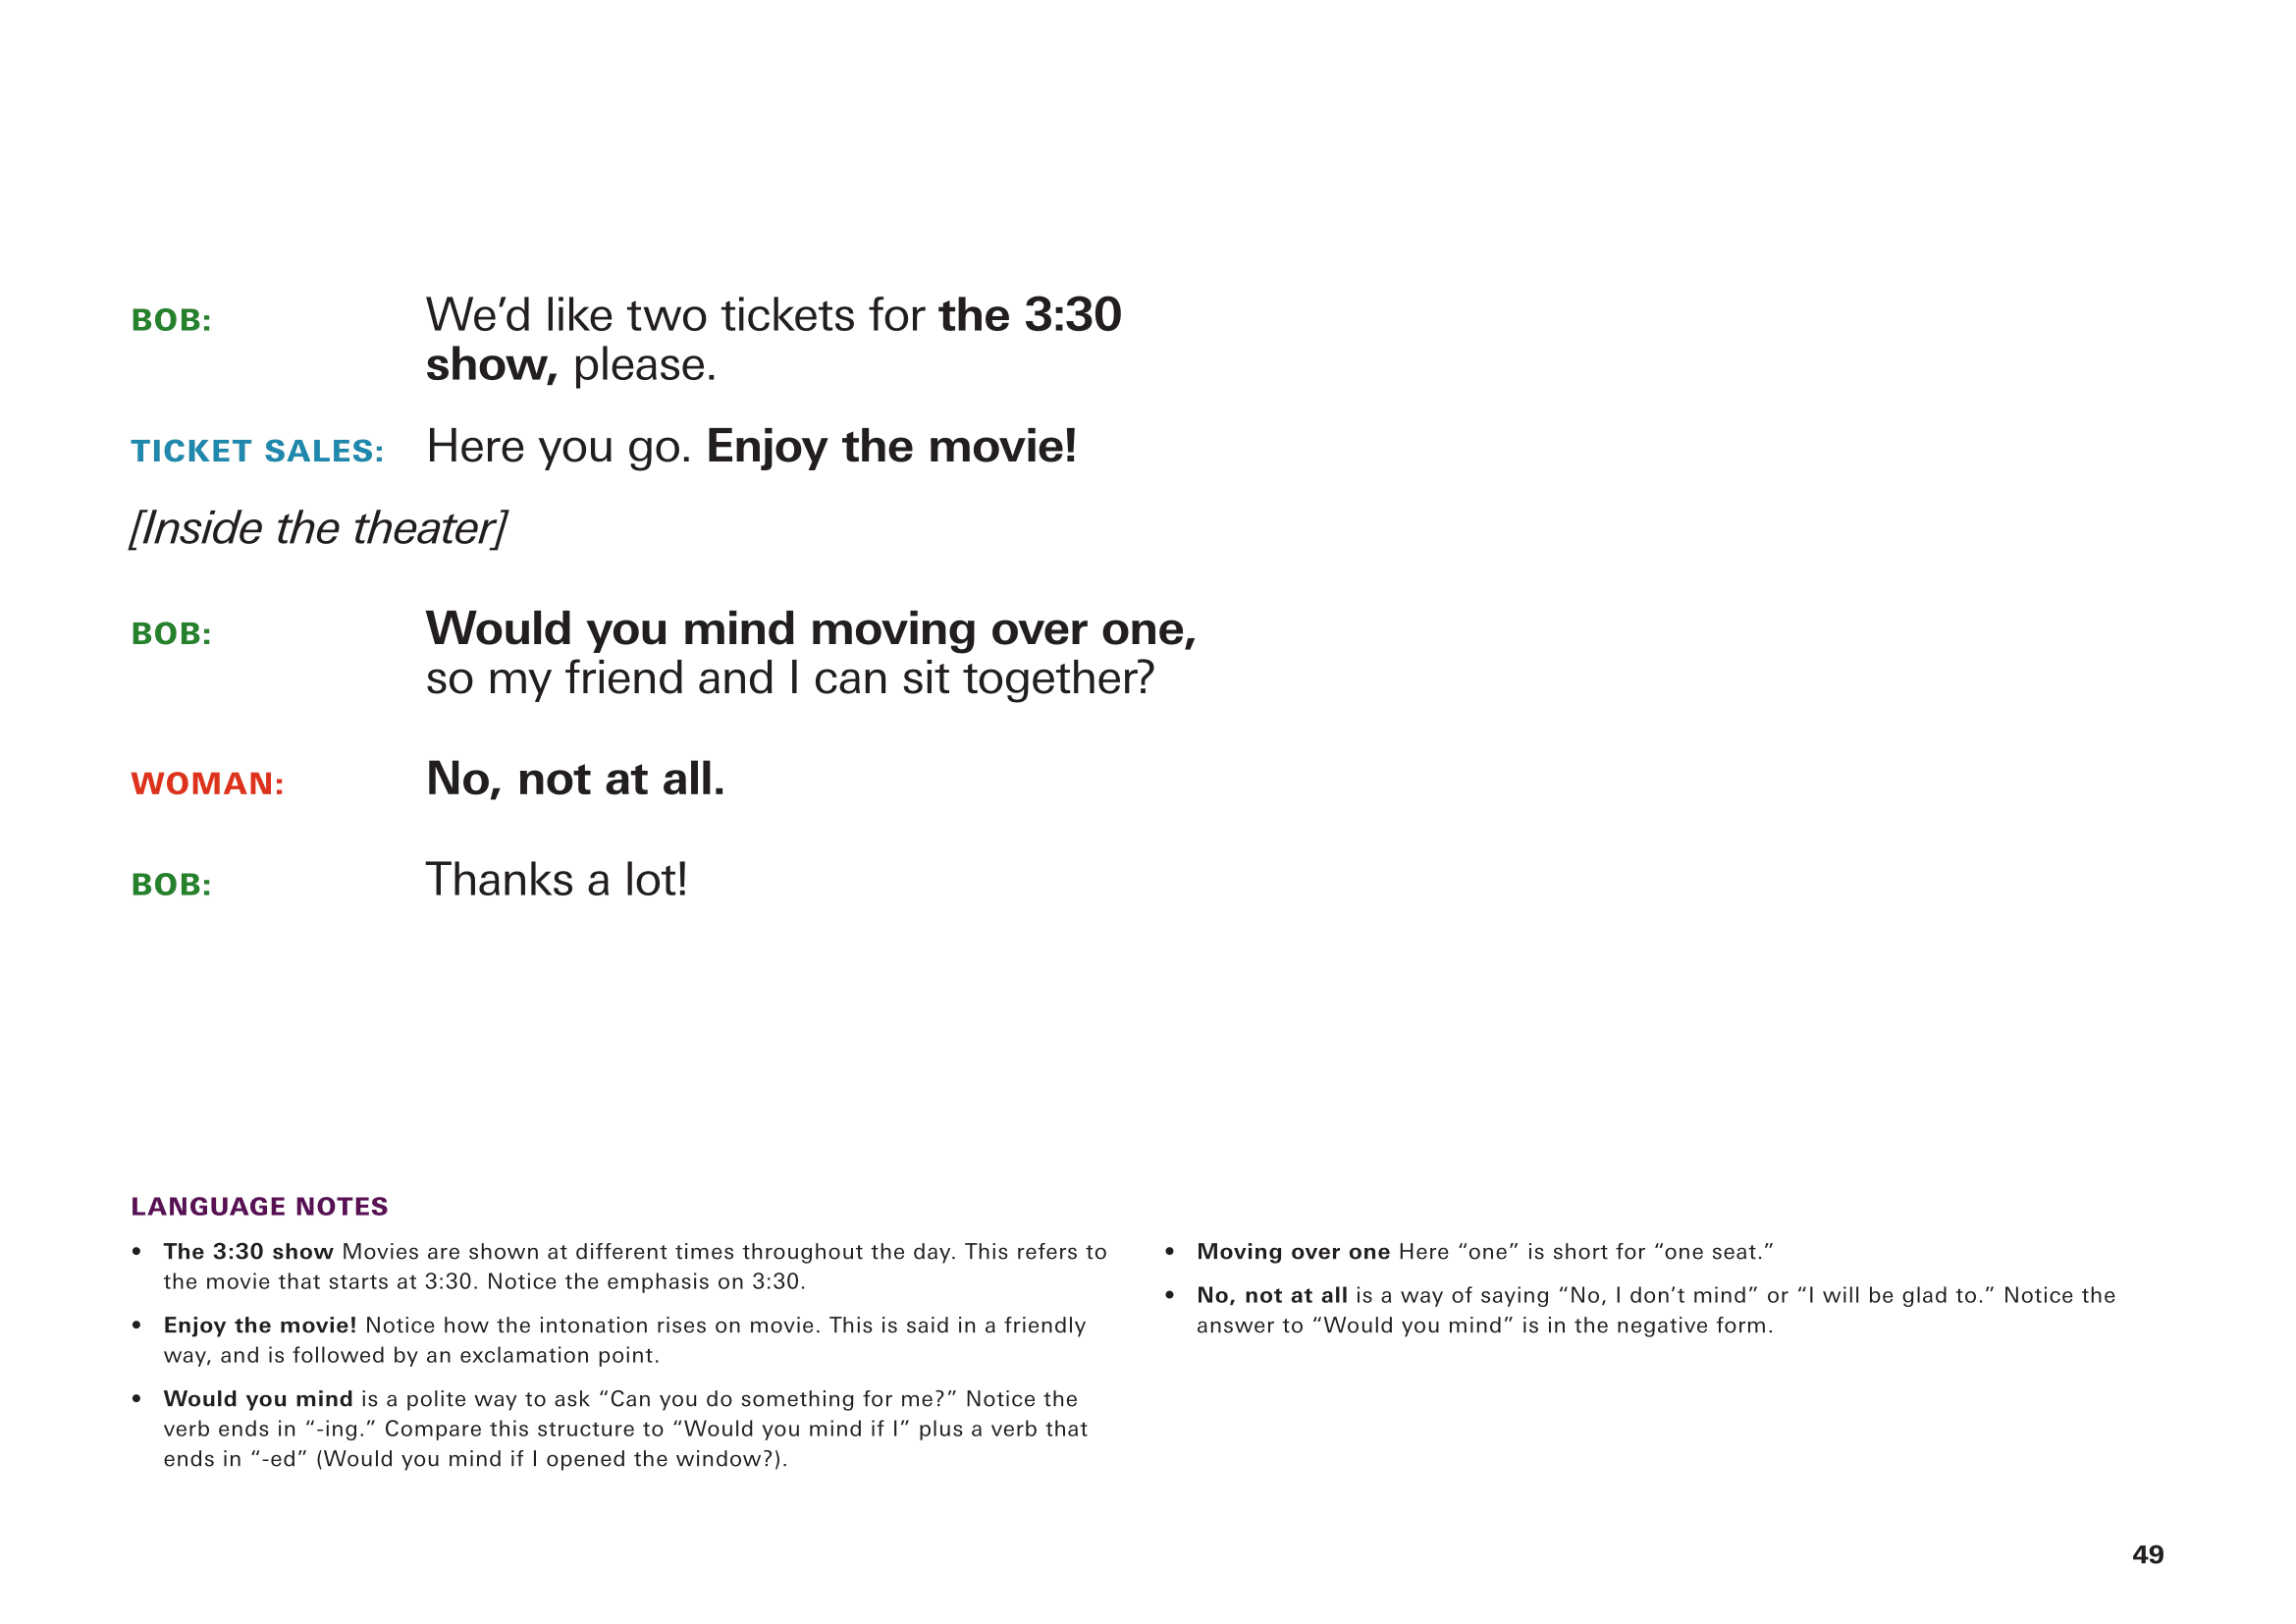 BOB: We’d like two tickets for the 3:30
show, please.
TICKET SALES: Here you go. Enjoy the movie!
[Inside the theater]
BOB: Would you mind moving over one,
so my friend and I can sit together?
WOMAN: No, not at all.
BOB: Thanks a lot!
LANGUAGE NOTES
• The 3:30 show Movies are shown at different times throughout the day. This refers to
the movie that starts at 3:30. Notice the emphasis on 3:30.
• Enjoy the movie! Notice how the intonation rises on movie. This is said in a friendly
way, and is followed by an exclamation point.
• Would you mind is a polite way to ask “Can you do something for me?” Notice the
verb ends in “-ing.” Compare this structure to “Would you mind if I” plus a verb that
ends in “-ed” (Would you mind if I opened the window?).
• Moving over one Here “one” is short for “one seat.”
• No, not at all is a way of saying “No, I don’t mind” or “I will be glad to.” Notice the
answer to “Would you mind” is in the negative form.
49